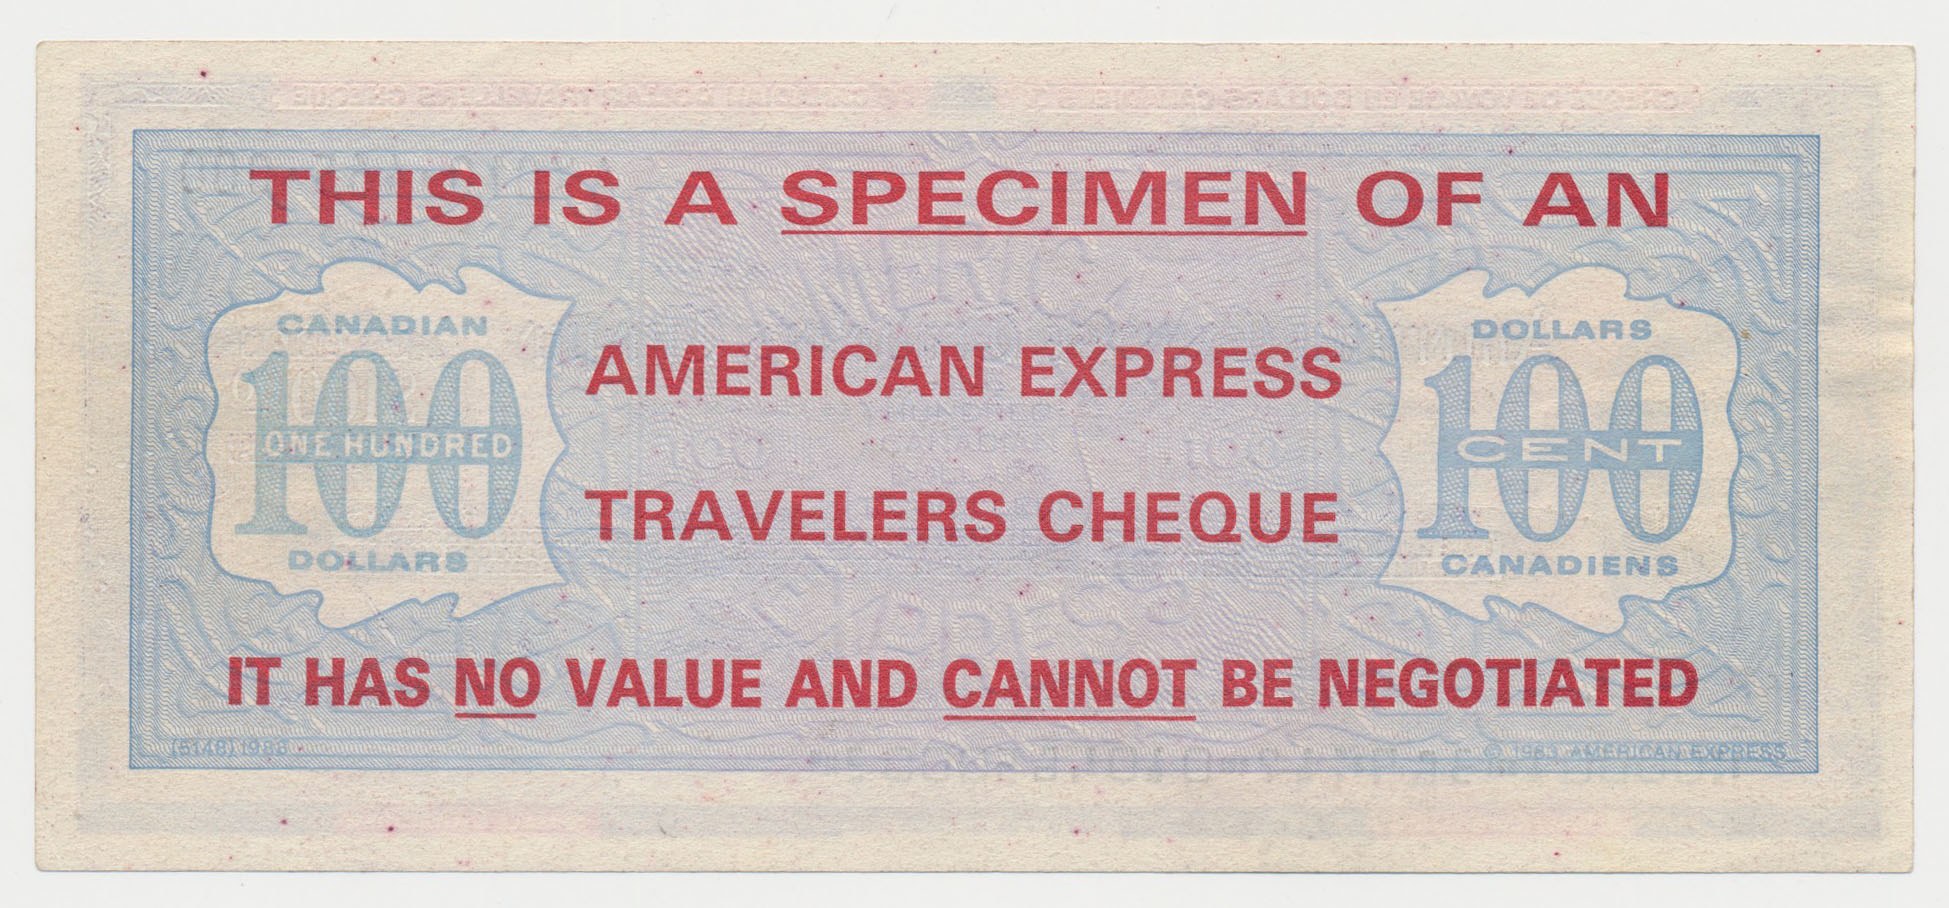 THIS IS A SPECIMEN OF AN
CANADIAN
100
ONE HUNDRED
DOLLARS
AMERICAN EXPRESS
TRAVELERS CHEQUE
DOLLARS
100
CENT
CANADIENS
IT HAS NO VALUE AND CANNOT BE NEGOTIATED
© 1983 AMERICAN EXPRESS